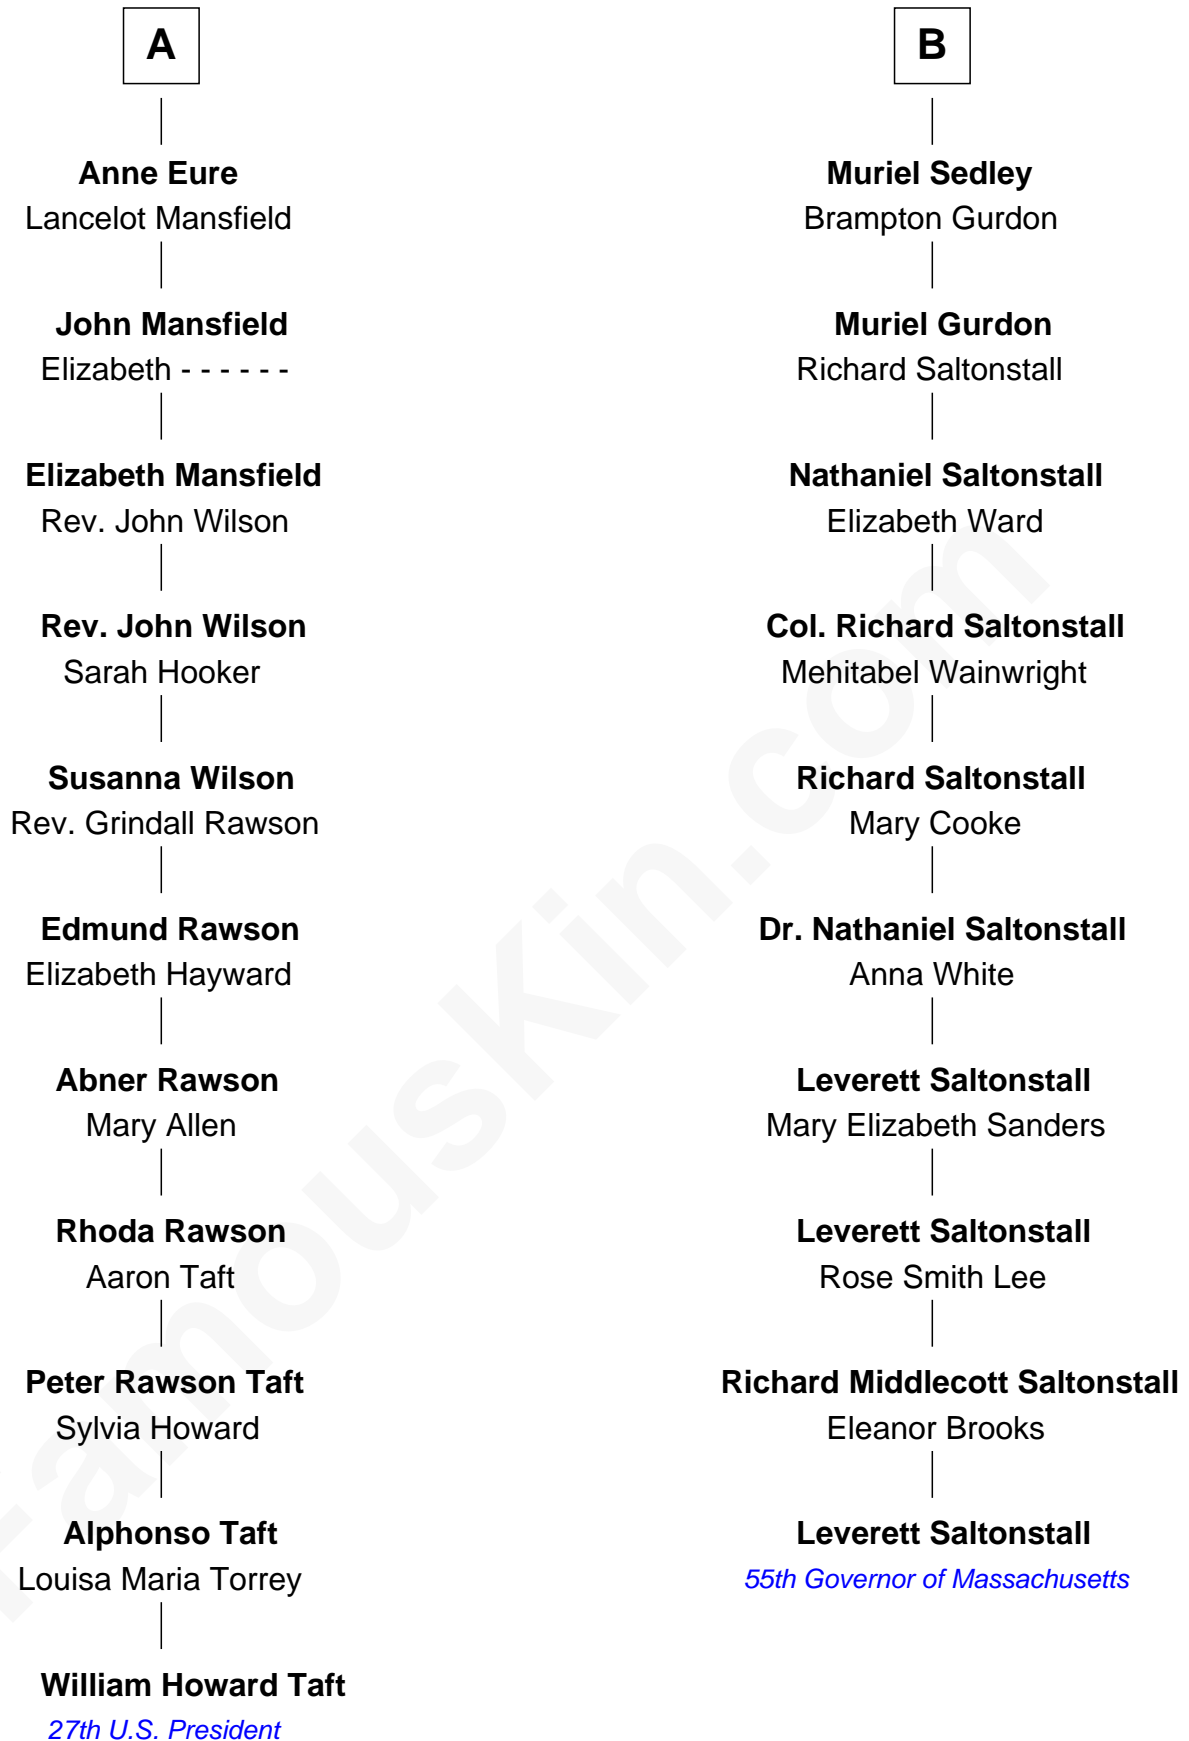 A
Anne Eure
Lancelot Mansfield
John Mansfield
Elizabeth - - - - - -
Elizabeth Mansfield
Rev. John Wilson
Rev. John Wilson
Sarah Hooker
Susanna Wilson
Rev. Grindall Rawson
Edmund Rawson
Elizabeth Hayward
Abner Rawson
Mary Allen
Rhoda Rawson
Aaron Taft
Peter Rawson Taft
Sylvia Howard
Alphonso Taft
Louisa Maria Torrey
William Howard Taft
27th U.S. President
B
Muriel Sedley
Brampton Gurdon
Muriel Gurdon
Richard Saltonstall
Nathaniel Saltonstall
Elizabeth Ward
Col. Richard Saltonstall
Mehitabel Wainwright
Richard Saltonstall
Mary Cooke
Dr. Nathaniel Saltonstall
Anna White
Leverett Saltonstall
Mary Elizabeth Sanders
Leverett Saltonstall
Rose Smith Lee
Richard Middlecott Saltonstall
Eleanor Brooks
Leverett Saltonstall
55th Governor of Massachusetts
FamousKin.com